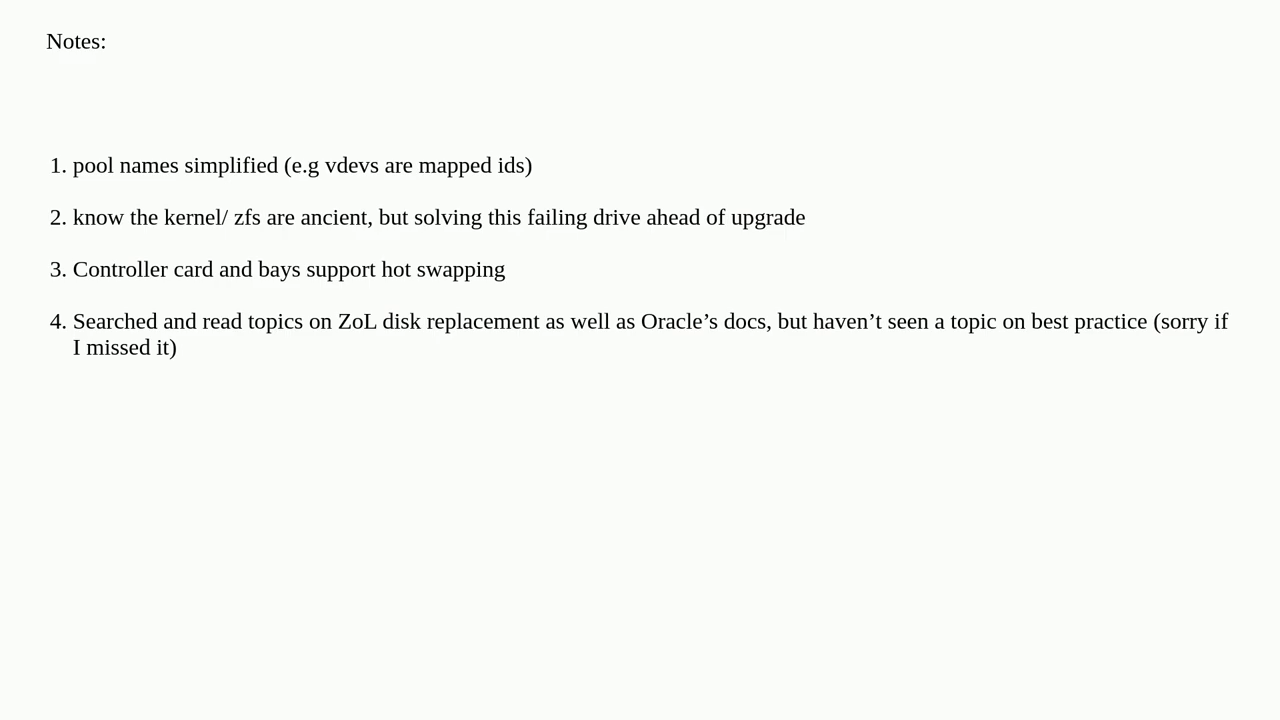 Notes:
1. pool names simplified (e.g vdevs are mapped ids)
2. know the kernel/ zfs are ancient, but solving this failing drive ahead of upgrade
3. Controller card and bays support hot swapping
4. Searched and read topics on ZoL disk replacement as well as Oracle’s docs, but haven’t seen a topic on best practice (sorry if
I missed it)